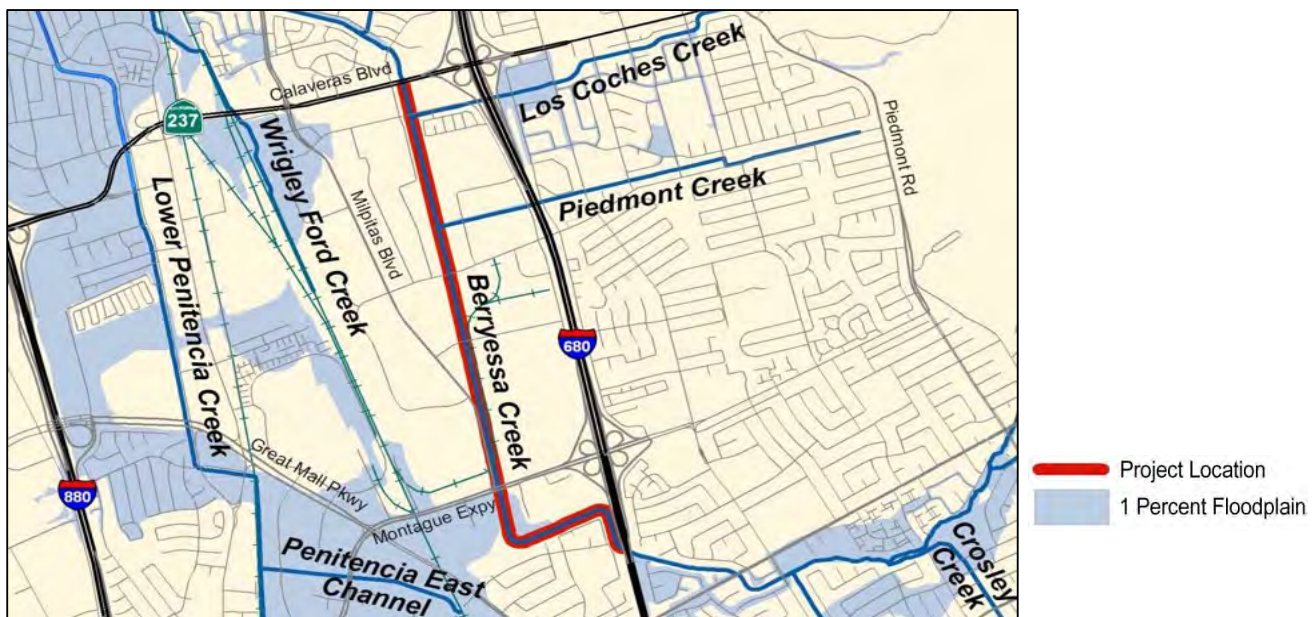 Calaveras Blvd
237
Los Coches Creek
Piedmont Rd
Wrigley Ford Creek
Lower Penitencia Creek
Milpitas Blvd
Piedmont Creek
Berryessa Creek
680
Great Mall Pkwy
880
Montague Expy
Penitencia East
Channel
Crosley
Creek
Project Location
1 Percent Floodplain